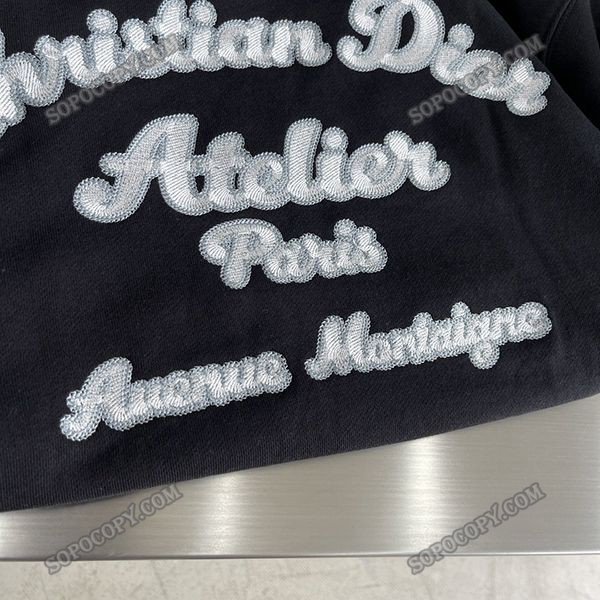 SOPOCOPY.COM
SOPOCOPY.COM
hristian Dior
Atelier
Paris
Avenue Montaigne
SOPOCOPY.COM
SOPOCOPY.COM